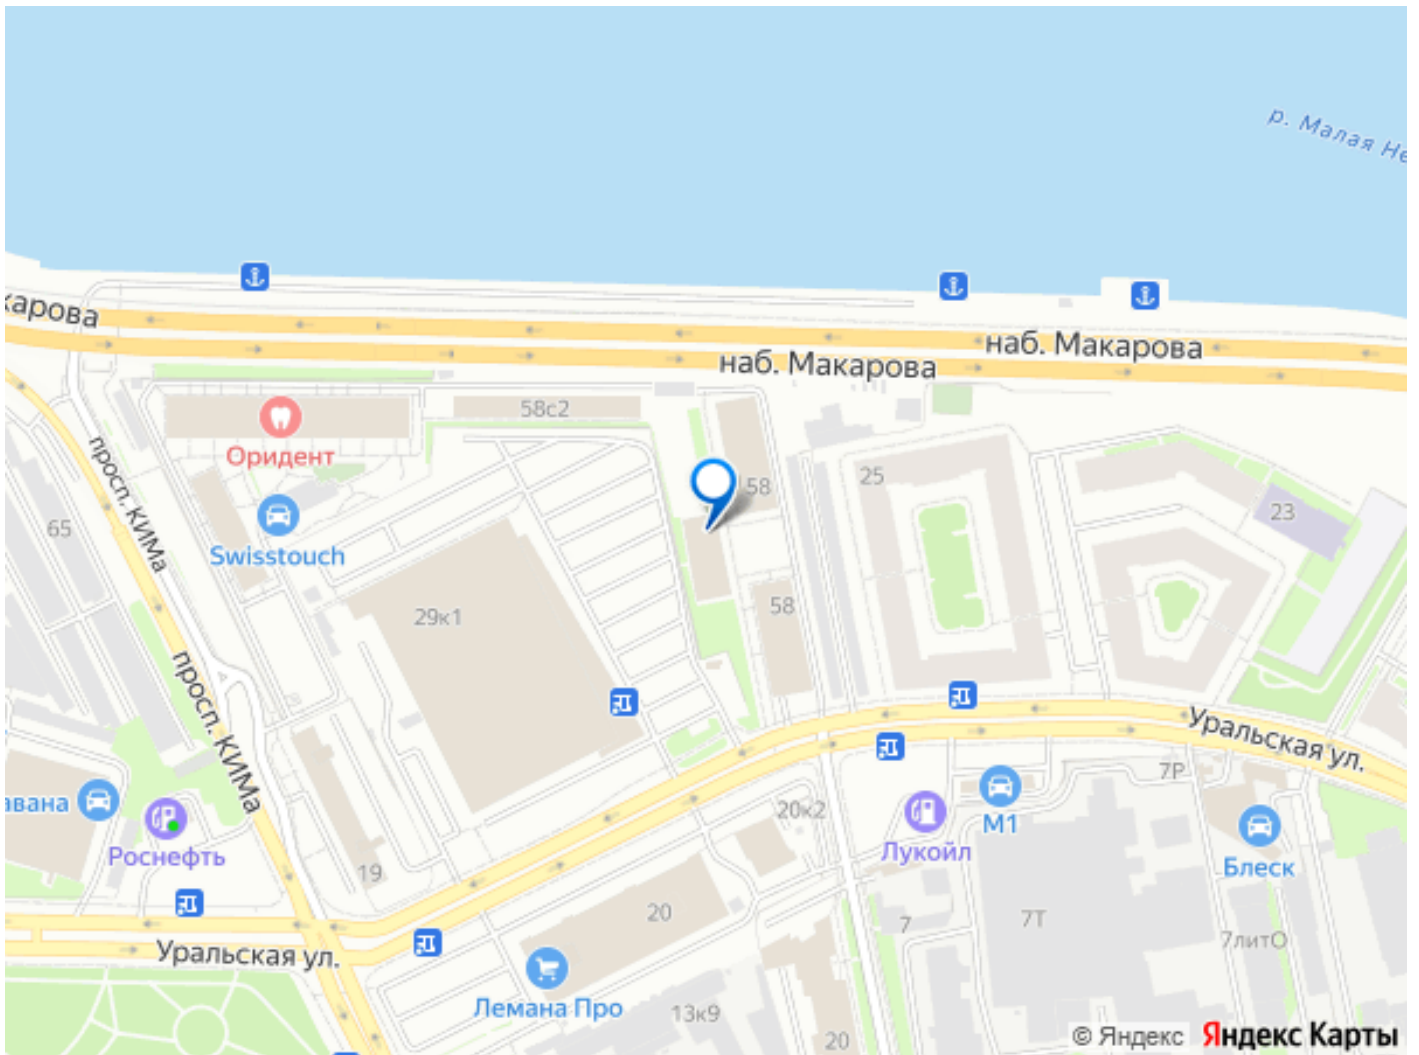 р. Малая Не
карова
наб. Макарова
наб. Макарова
58с2
Оридент
просп. КИМа
25
58
65
23
Swisstouch
29к1
58
просп. КИМа
Уральская ул.
7Р
авана
20к2
М1
Роснефть
Лукойл
19
Блеск
20
7
7Т
7литО
Уральская ул.
Лемана Про
13к9
20
© Яндекс Яндекс Карты